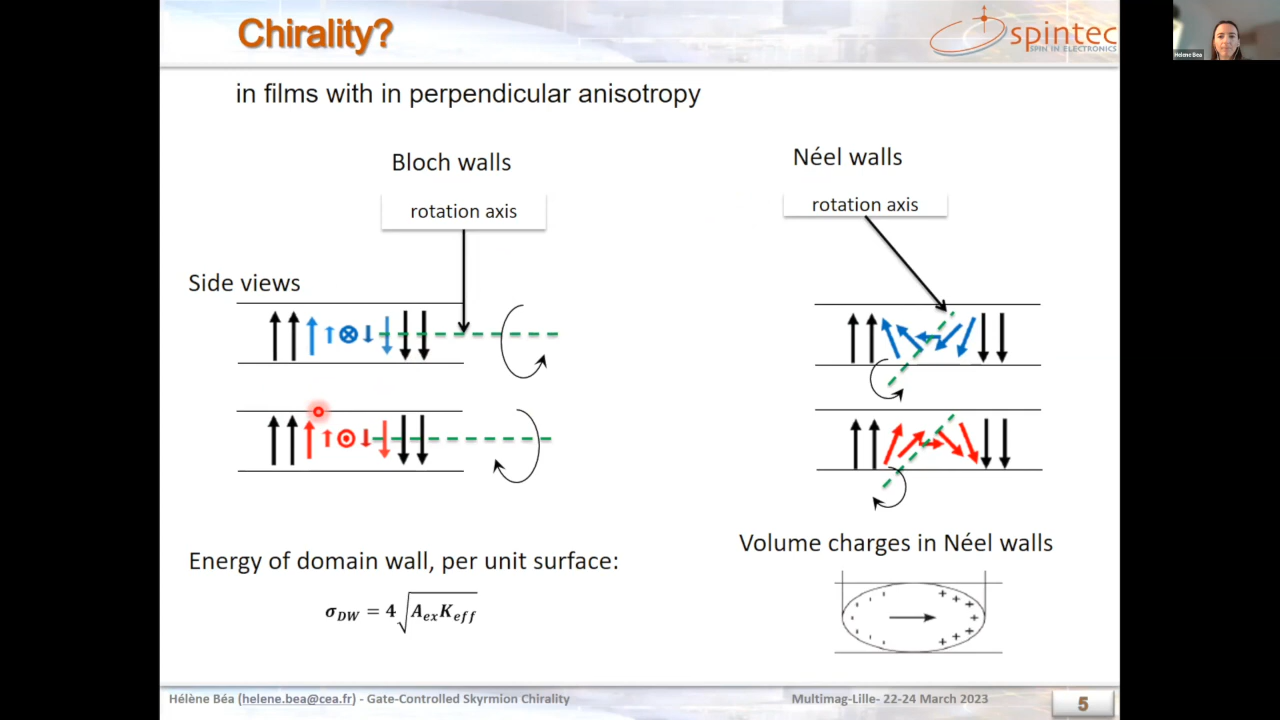 Chirality?
spintec
SPIN IN ELECTRONICS
Helene Bea
in films with in perpendicular anisotropy
Bloch walls
rotation axis
Néel walls
rotation axis
Side views
Energy of domain wall, per unit surface:
σ_DW = 4√(A_ex K_eff)
Volume charges in Néel walls
Hélène Béa (helene.bea@cea.fr) - Gate-Controlled Skyrmion Chirality
Multimag-Lille- 22-24 March 2023
5